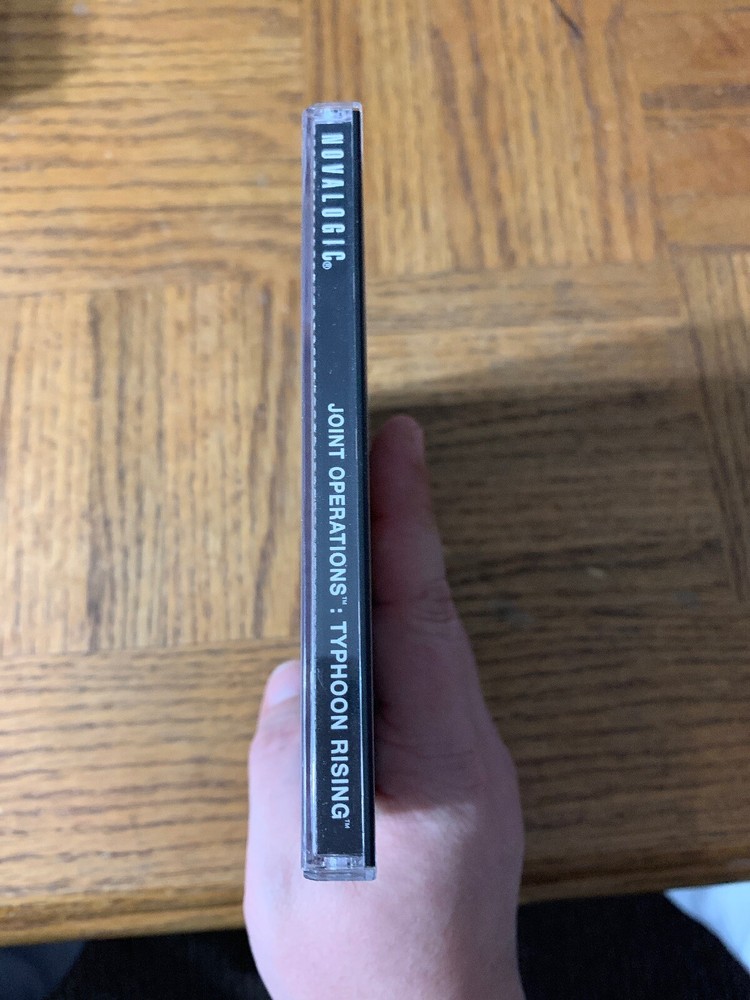 NOVALOGIC®
JOINT OPERATIONS™ : TYPHOON RISING™